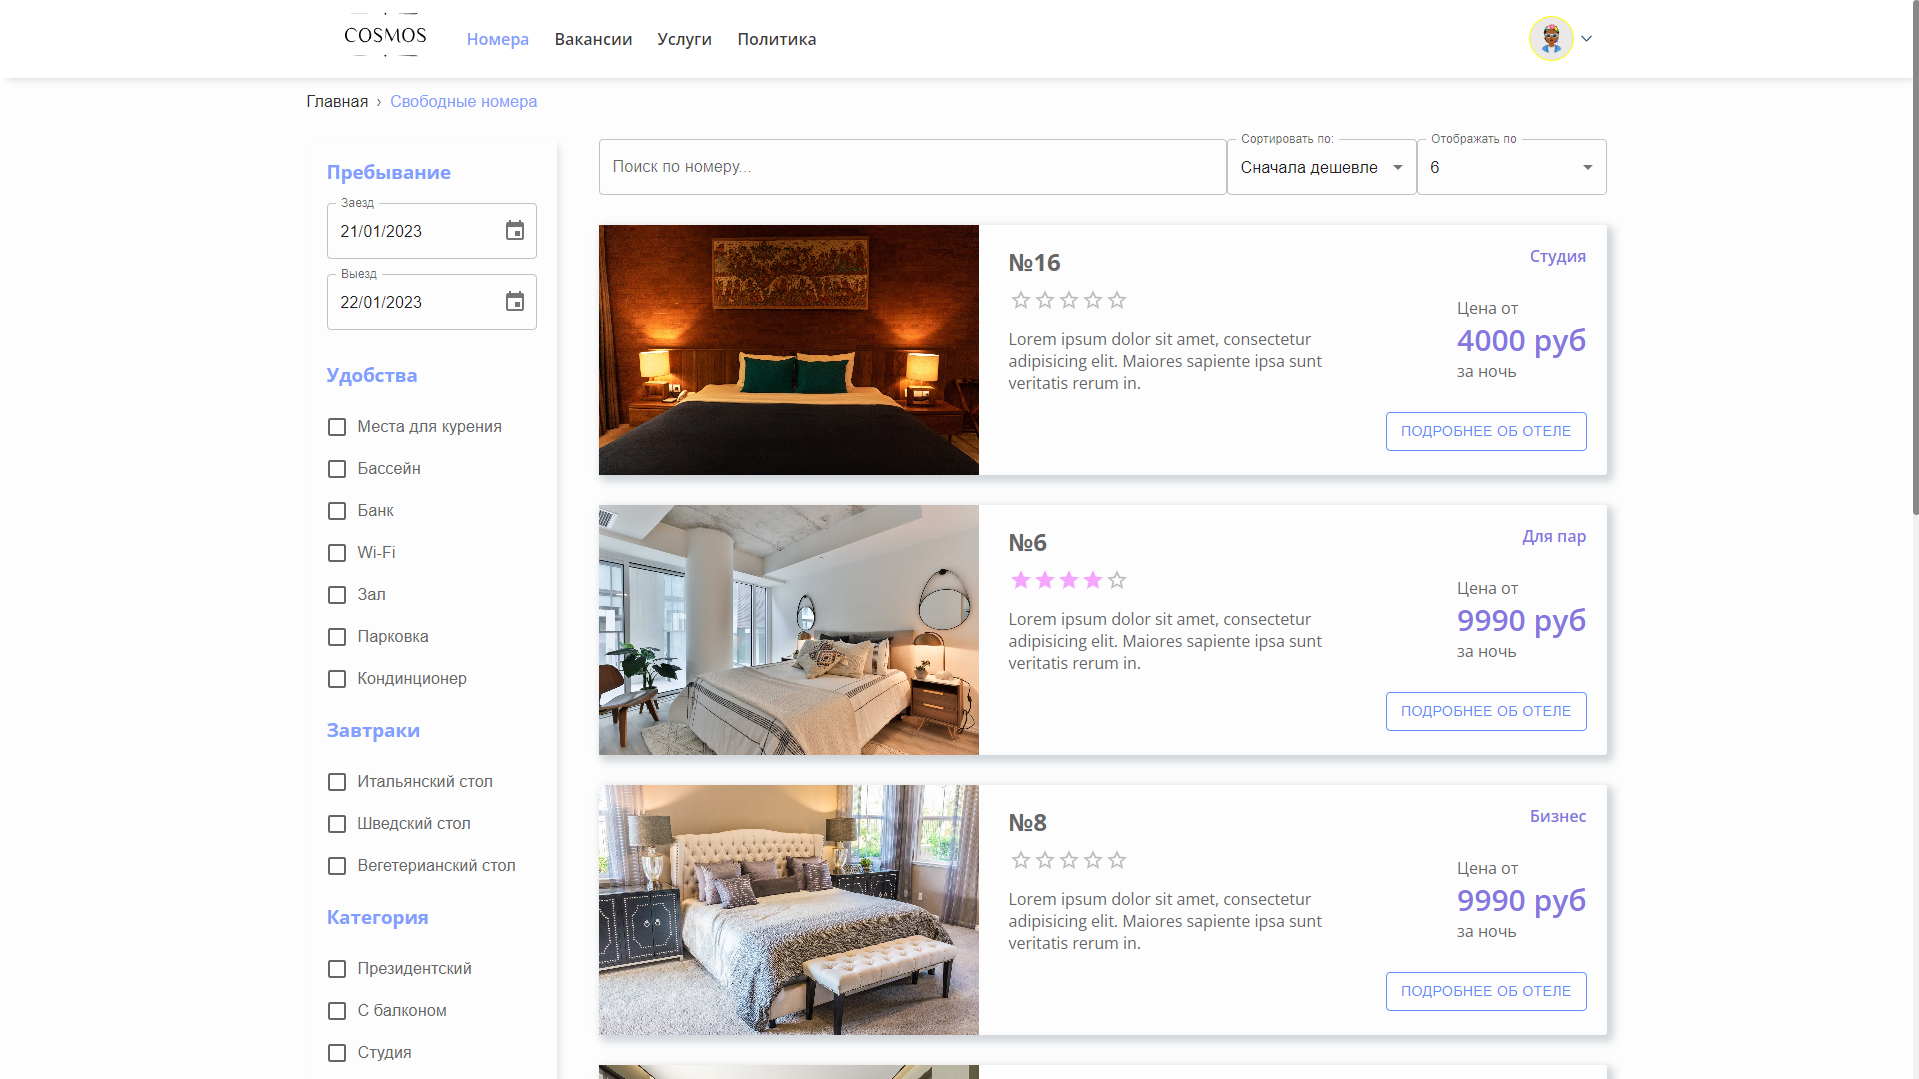 COSMOS
Номера
Вакансии
Услуги
Политика
Главная › Свободные номера
Пребывание
Заезд
21/01/2023
Выезд
22/01/2023
Удобства
Места для курения
Бассейн
Банк
Wi-Fi
Зал
Парковка
Кондинционер
Завтраки
Итальянский стол
Шведский стол
Вегетерианский стол
Категория
Президентский
С балконом
Студия
Поиск по номеру...
Сортировать по:
Сначала дешевле
Отображать по
6
№16
Студия
Lorem ipsum dolor sit amet, consectetur
adipisicing elit. Maiores sapiente ipsa sunt
veritatis rerum in.
Цена от
4000 руб
за ночь
ПОДРОБНЕЕ ОБ ОТЕЛЕ
№6
Для пар
Lorem ipsum dolor sit amet, consectetur
adipisicing elit. Maiores sapiente ipsa sunt
veritatis rerum in.
Цена от
9990 руб
за ночь
ПОДРОБНЕЕ ОБ ОТЕЛЕ
№8
Бизнес
Lorem ipsum dolor sit amet, consectetur
adipisicing elit. Maiores sapiente ipsa sunt
veritatis rerum in.
Цена от
9990 руб
за ночь
ПОДРОБНЕЕ ОБ ОТЕЛЕ